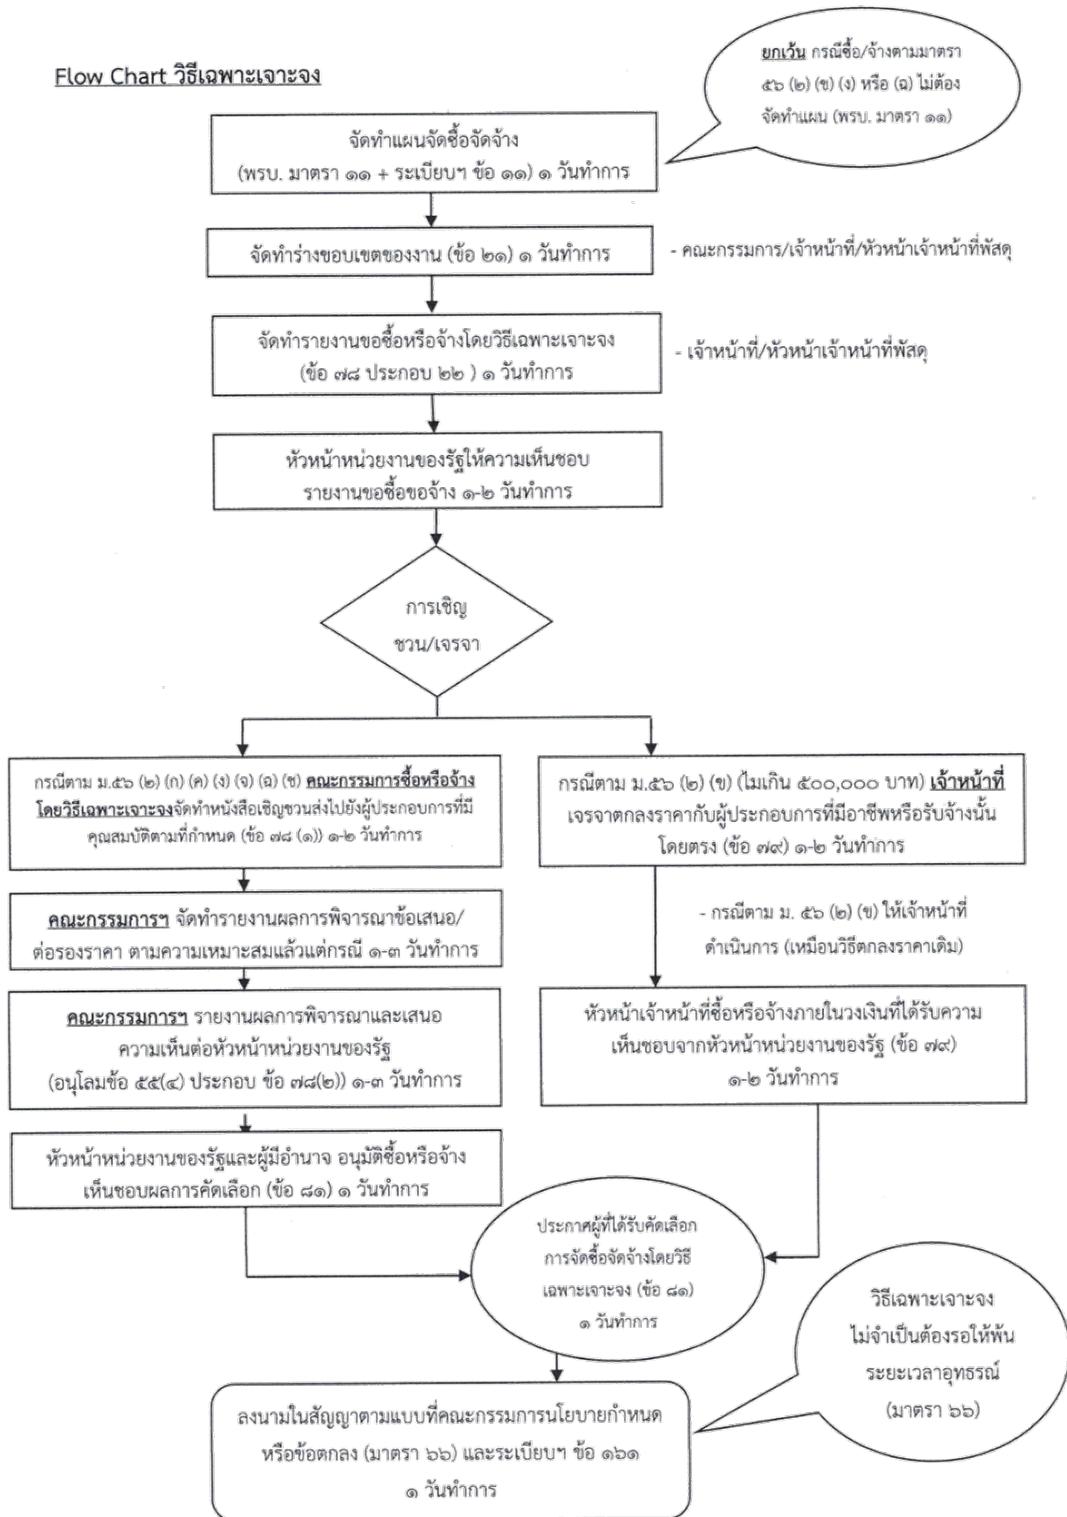 Flow Chart วิธีเฉพาะเจาะจง
ยกเว้น กรณีซื้อ/จ้างตามมาตรา
๕๖ (๒) (ข) (ง) หรือ (ฉ) ไม่ต้อง
จัดทำแผน (พรบ. มาตรา ๑๑)
จัดทำแผนจัดซื้อจัดจ้าง
(พรบ. มาตรา ๑๑ + ระเบียบฯ ข้อ ๑๑) ๑ วันทำการ
จัดทำร่างขอบเขตของงาน (ข้อ ๒๑) ๑ วันทำการ
- คณะกรรมการ/เจ้าหน้าที่/หัวหน้าเจ้าหน้าที่พัสดุ
จัดทำรายงานขอซื้อหรือจ้างโดยวิธีเฉพาะเจาะจง
(ข้อ ๗๘ ประกอบ ๒๒ ) ๑ วันทำการ
- เจ้าหน้าที่/หัวหน้าเจ้าหน้าที่พัสดุ
หัวหน้าหน่วยงานของรัฐให้ความเห็นชอบ
รายงานขอซื้อขอจ้าง ๑-๒ วันทำการ
การเชิญ
ชวน/เจรจา
กรณีตาม ม.๕๖ (๒) (ก) (ค) (ง) (จ) (ฉ) (ช) คณะกรรมการซื้อหรือจ้าง
โดยวิธีเฉพาะเจาะจงจัดทำหนังสือเชิญชวนส่งไปยังผู้ประกอบการที่มี
คุณสมบัติตามที่กำหนด (ข้อ ๗๘ (๑)) ๑-๒ วันทำการ
กรณีตาม ม.๕๖ (๒) (ข) (ไมเกิน ๕๐๐,๐๐๐ บาท) เจ้าหน้าที่
เจรจาตกลงราคากับผู้ประกอบการที่มีอาชีพหรือรับจ้างนั้น
โดยตรง (ข้อ ๗๙) ๑-๒ วันทำการ
คณะกรรมการฯ จัดทำรายงานผลการพิจารณาข้อเสนอ/
ต่อรองราคา ตามความเหมาะสมแล้วแต่กรณี ๑-๓ วันทำการ
- กรณีตาม ม. ๕๖ (๒) (ข) ให้เจ้าหน้าที่
ดำเนินการ (เหมือนวิธีตกลงราคาเดิม)
คณะกรรมการฯ รายงานผลการพิจารณาและเสนอ
ความเห็นต่อหัวหน้าหน่วยงานของรัฐ
(อนุโลมข้อ ๕๕(๔) ประกอบ ข้อ ๗๘(๒)) ๑-๓ วันทำการ
หัวหน้าเจ้าหน้าที่ซื้อหรือจ้างภายในวงเงินที่ได้รับความ
เห็นชอบจากหัวหน้าหน่วยงานของรัฐ (ข้อ ๗๙)
๑-๒ วันทำการ
หัวหน้าหน่วยงานของรัฐและผู้มีอำนาจ อนุมัติซื้อหรือจ้าง
เห็นชอบผลการคัดเลือก (ข้อ ๘๑) ๑ วันทำการ
ประกาศผู้ที่ได้รับคัดเลือก
การจัดซื้อจัดจ้างโดยวิธี
เฉพาะเจาะจง (ข้อ ๘๑)
๑ วันทำการ
วิธีเฉพาะเจาะจง
ไม่จำเป็นต้องรอให้พ้น
ระยะเวลาอุทธรณ์
(มาตรา ๖๖)
ลงนามในสัญญาตามแบบที่คณะกรรมการนโยบายกำหนด
หรือข้อตกลง (มาตรา ๖๖) และระเบียบฯ ข้อ ๑๖๑
๑ วันทำการ